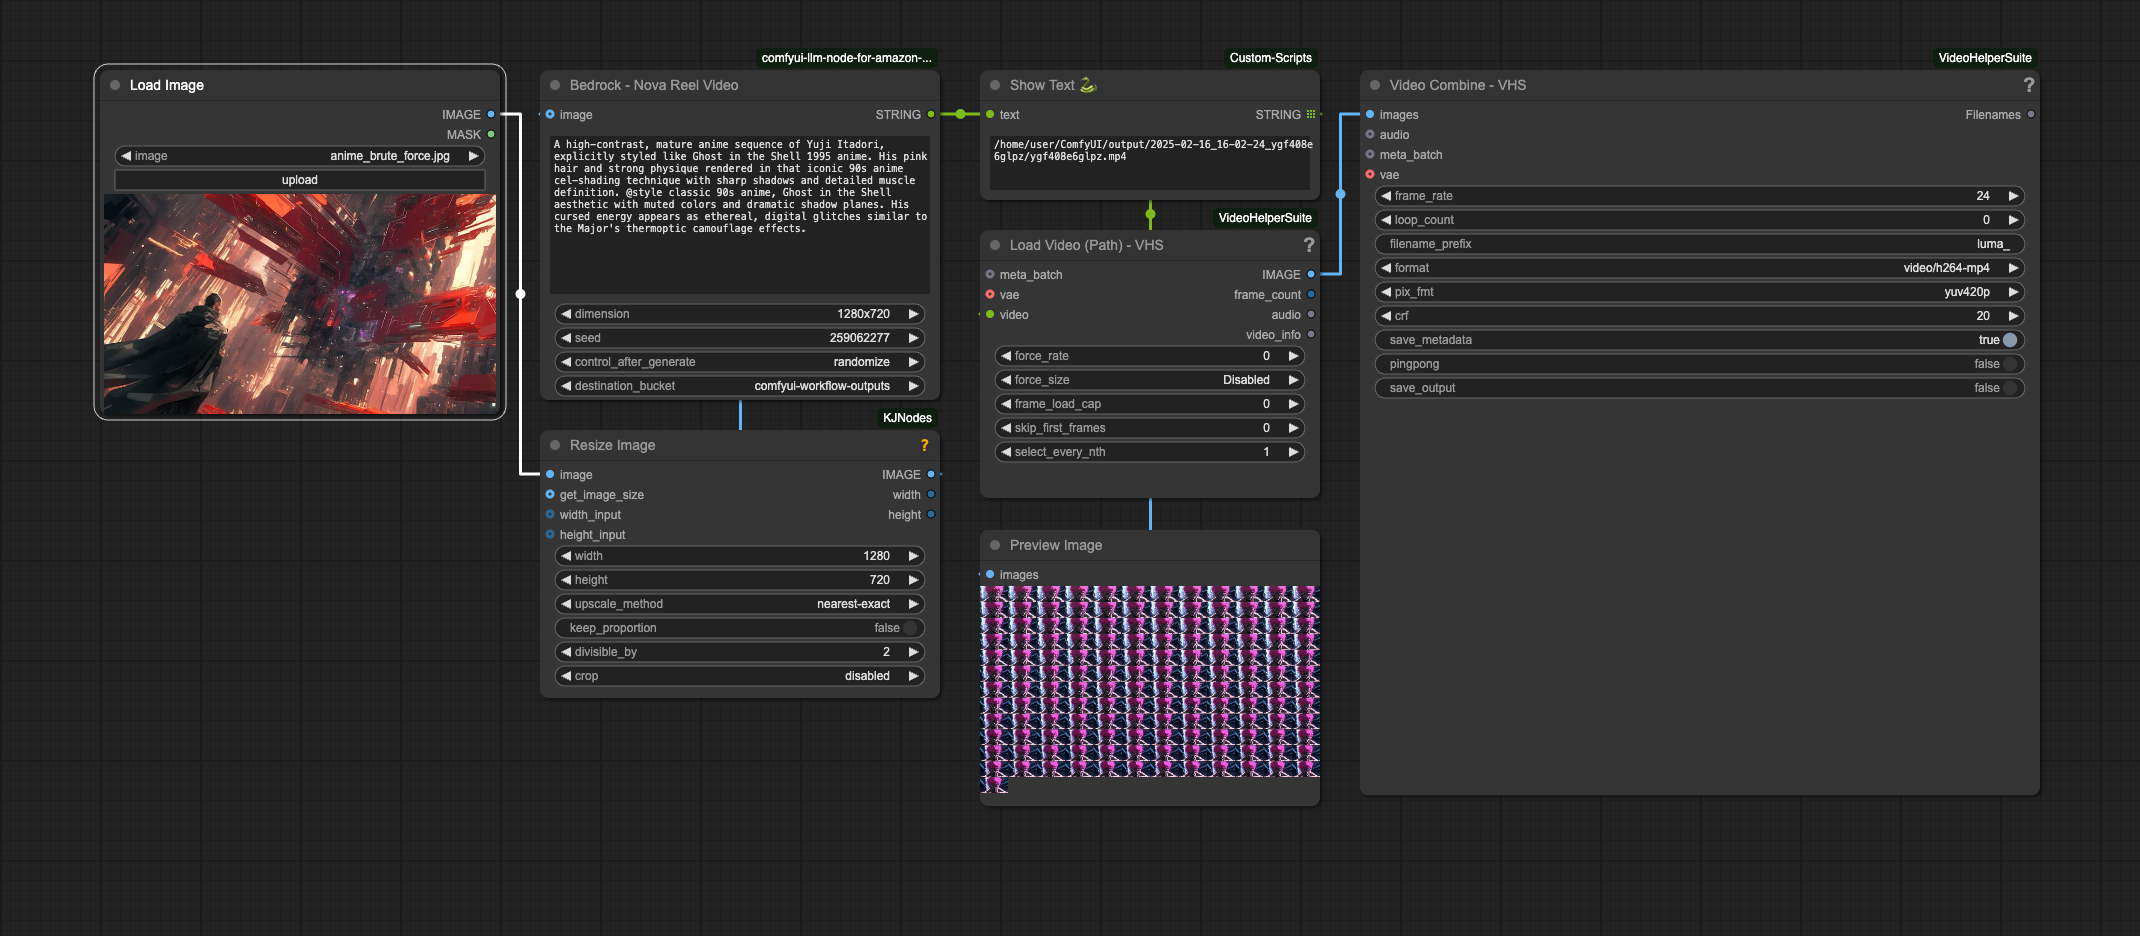 Load Image
IMAGE
MASK
image anime_brute_force.jpg
upload
comfyui-llm-node-for-amazon-...
Bedrock - Nova Reel Video
image STRING
A high-contrast, mature anime sequence of Yuji Itadori,
explicitly styled like Ghost in the Shell 1995 anime. His pink
hair and strong physique rendered in that iconic 90s anime
cel-shading technique with sharp shadows and detailed muscle
definition. @style classic 90s anime, Ghost in the Shell
aesthetic with muted colors and dramatic shadow planes. His
cursed energy appears as ethereal, digital glitches similar to
the Major's thermoptic camouflage effects.
dimension 1280x720
seed 259062277
control_after_generate randomize
destination_bucket comfyui-workflow-outputs
KJNodes
Resize Image ?
image IMAGE
get_image_size width
width_input height
height_input
width 1280
height 720
upscale_method nearest-exact
keep_proportion false
divisible_by 2
crop disabled
Custom-Scripts
Show Text 🐍
text STRING
/home/user/ComfyUI/output/2025-02-16_16-02-24_ygf408e
6glpz/ygf408e6glpz.mp4
VideoHelperSuite
Load Video (Path) - VHS ?
meta_batch IMAGE
vae frame_count
video audio
video_info
force_rate 0
force_size Disabled
frame_load_cap 0
skip_first_frames 0
select_every_nth 1
Preview Image
images
VideoHelperSuite
Video Combine - VHS ?
images Filenames
audio
meta_batch
vae
frame_rate 24
loop_count 0
filename_prefix luma_
format video/h264-mp4
pix_fmt yuv420p
crf 20
save_metadata true
pingpong false
save_output false